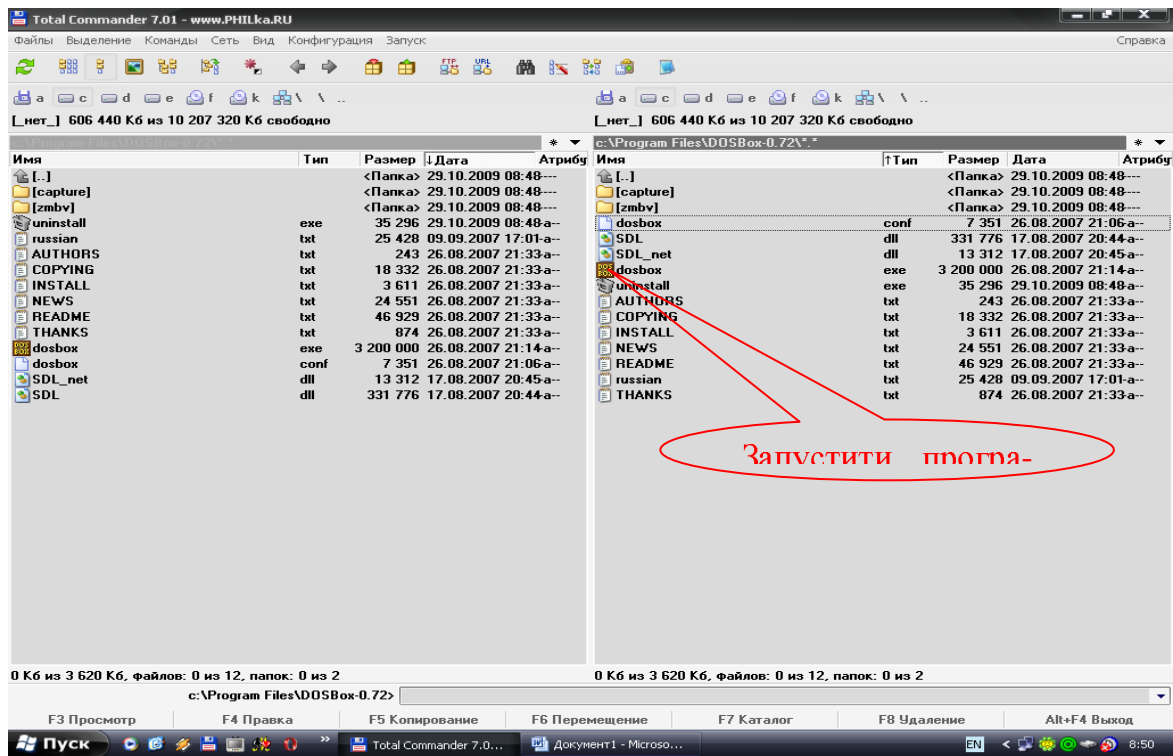 Total Commander 7.01 - www.PHILka.RU
Файлы Выделение Команды Сеть Вид Конфигурация Запуск Справка
FTP URL
a c d e f k \ \ ..
a c d e f k \ \ ..
[_нет_] 606 440 Кб из 10 207 320 Кб свободно
[_нет_] 606 440 Кб из 10 207 320 Кб свободно
c:\Program Files\DOSBox-0.72\*.* * ▼
Имя Тип Размер ↓Дата Атрибу
[..] <Папка> 29.10.2009 08:48----
[capture] <Папка> 29.10.2009 08:48----
[zmbv] <Папка> 29.10.2009 08:48----
uninstall exe 35 296 29.10.2009 08:48-a--
russian txt 25 428 09.09.2007 17:01-a--
AUTHORS txt 243 26.08.2007 21:33-a--
COPYING txt 18 332 26.08.2007 21:33-a--
INSTALL txt 3 611 26.08.2007 21:33-a--
NEWS txt 24 551 26.08.2007 21:33-a--
README txt 46 929 26.08.2007 21:33-a--
THANKS txt 874 26.08.2007 21:33-a--
dosbox exe 3 200 000 26.08.2007 21:14-a--
dosbox conf 7 351 26.08.2007 21:06-a--
SDL_net dll 13 312 17.08.2007 20:45-a--
SDL dll 331 776 17.08.2007 20:44-a--
c:\Program Files\DOSBox-0.72\*.* * ▼
Имя ↑Тип Размер Дата Атрибу
[..] <Папка> 29.10.2009 08:48----
[capture] <Папка> 29.10.2009 08:48----
[zmbv] <Папка> 29.10.2009 08:48----
dosbox conf 7 351 26.08.2007 21:06-a--
SDL dll 331 776 17.08.2007 20:44-a--
SDL_net dll 13 312 17.08.2007 20:45-a--
dosbox exe 3 200 000 26.08.2007 21:14-a--
uninstall exe 35 296 29.10.2009 08:48-a--
AUTHORS txt 243 26.08.2007 21:33-a--
COPYING txt 18 332 26.08.2007 21:33-a--
INSTALL txt 3 611 26.08.2007 21:33-a--
NEWS txt 24 551 26.08.2007 21:33-a--
README txt 46 929 26.08.2007 21:33-a--
russian txt 25 428 09.09.2007 17:01-a--
THANKS txt 874 26.08.2007 21:33-a--
Запустити програ-
0 Кб из 3 620 Кб, файлов: 0 из 12, папок: 0 из 2
0 Кб из 3 620 Кб, файлов: 0 из 12, папок: 0 из 2
c:\Program Files\DOSBox-0.72>
F3 Просмотр F4 Правка F5 Копирование F6 Перемещение F7 Каталог F8 Удаление Alt+F4 Выход
Пуск » Total Commander 7.0... Документ1 - Microso... EN < 8:50